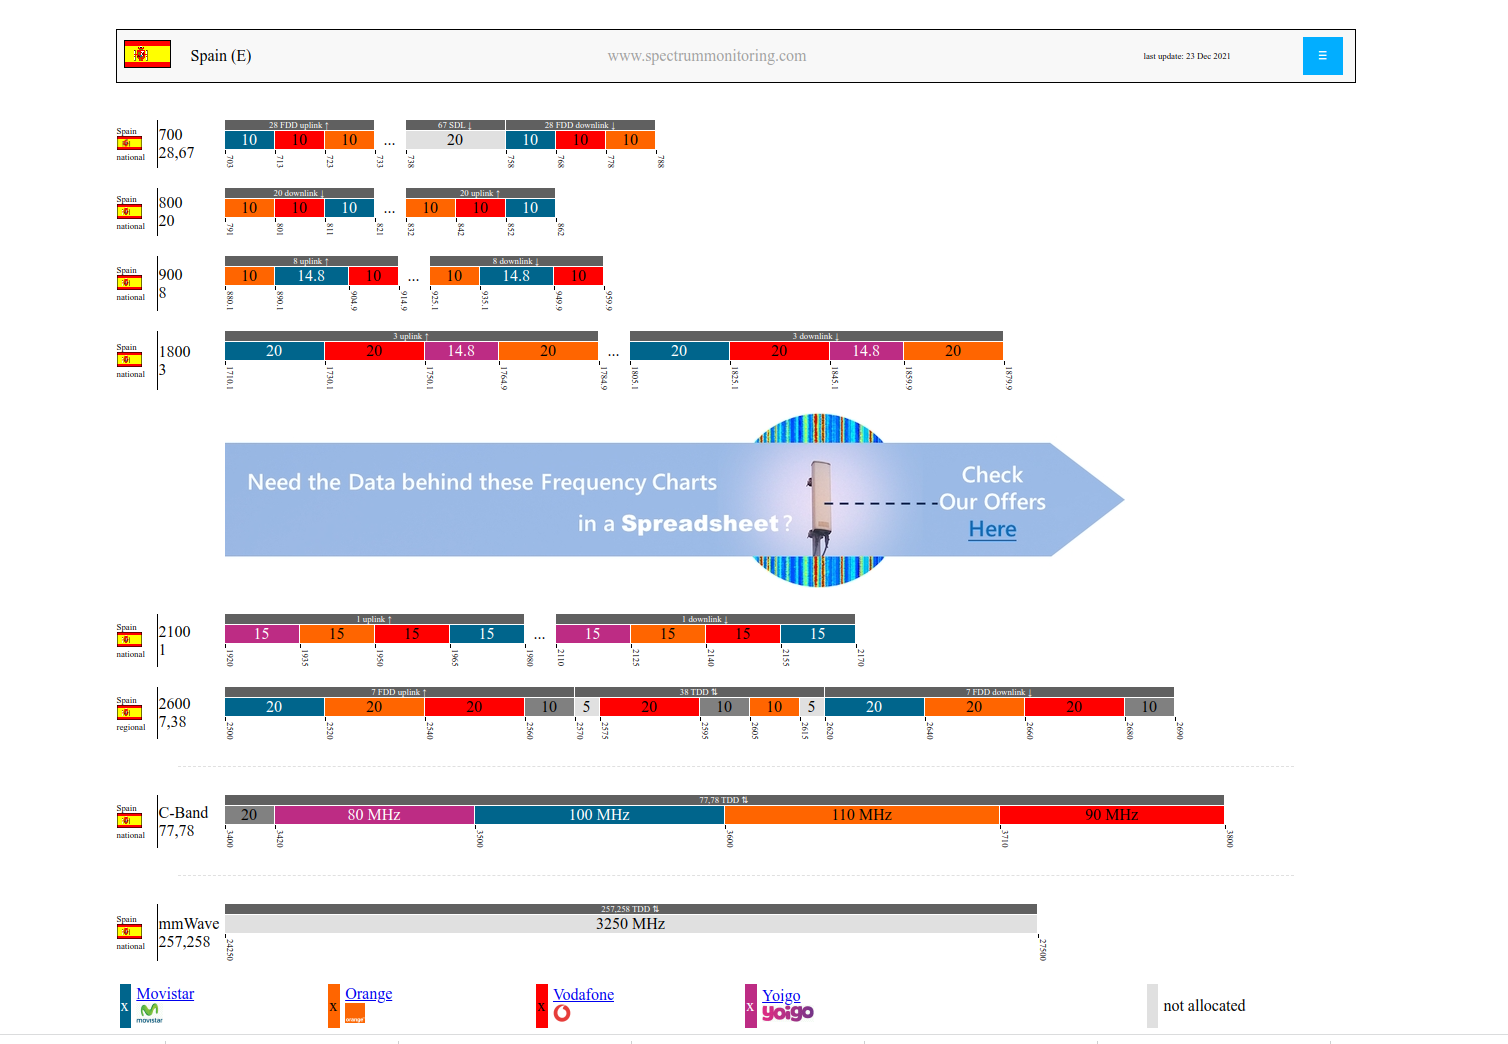 Spain (E) www.spectrummonitoring.com last update: 23 Dec 2021 ☰
28 FDD uplink ↑ 67 SDL ↓ 28 FDD downlink ↓
Spain national 700 28,67 10 10 10 ... 20 10 10 10
703 713 723 733 738 758 768 778 788
20 downlink ↓ 20 uplink ↑
Spain national 800 20 10 10 10 ... 10 10 10
791 801 811 821 832 842 852 862
8 uplink ↑ 8 downlink ↓
Spain national 900 8 10 14.8 10 ... 10 14.8 10
880.1 890.1 904.9 914.9 925.1 935.1 949.9 959.9
3 uplink ↑ 3 downlink ↓
Spain national 1800 3 20 20 14.8 20 ... 20 20 14.8 20
1710.1 1730.1 1750.1 1764.9 1784.9 1805.1 1825.1 1845.1 1859.9 1879.9
Need the Data behind these Frequency Charts
in a Spreadsheet?
Check
Our Offers
Here
1 uplink ↑ 1 downlink ↓
Spain national 2100 1 15 15 15 15 ... 15 15 15 15
1920 1935 1950 1965 1980 2110 2125 2140 2155 2170
7 FDD uplink ↑ 38 TDD ⇅ 7 FDD downlink ↓
Spain regional 2600 7,38 20 20 20 10 5 20 10 10 5 20 20 20 10
2500 2520 2540 2560 2570 2575 2595 2605 2615 2620 2640 2660 2680 2690
77,78 TDD ⇅
Spain national C-Band 77,78 20 80 MHz 100 MHz 110 MHz 90 MHz
3400 3420 3500 3600 3710 3800
257,258 TDD ⇅
Spain national mmWave 257,258 3250 MHz
24250 27500
x Movistar movistar
x Orange orange
x Vodafone
x Yoigo yoigo
not allocated